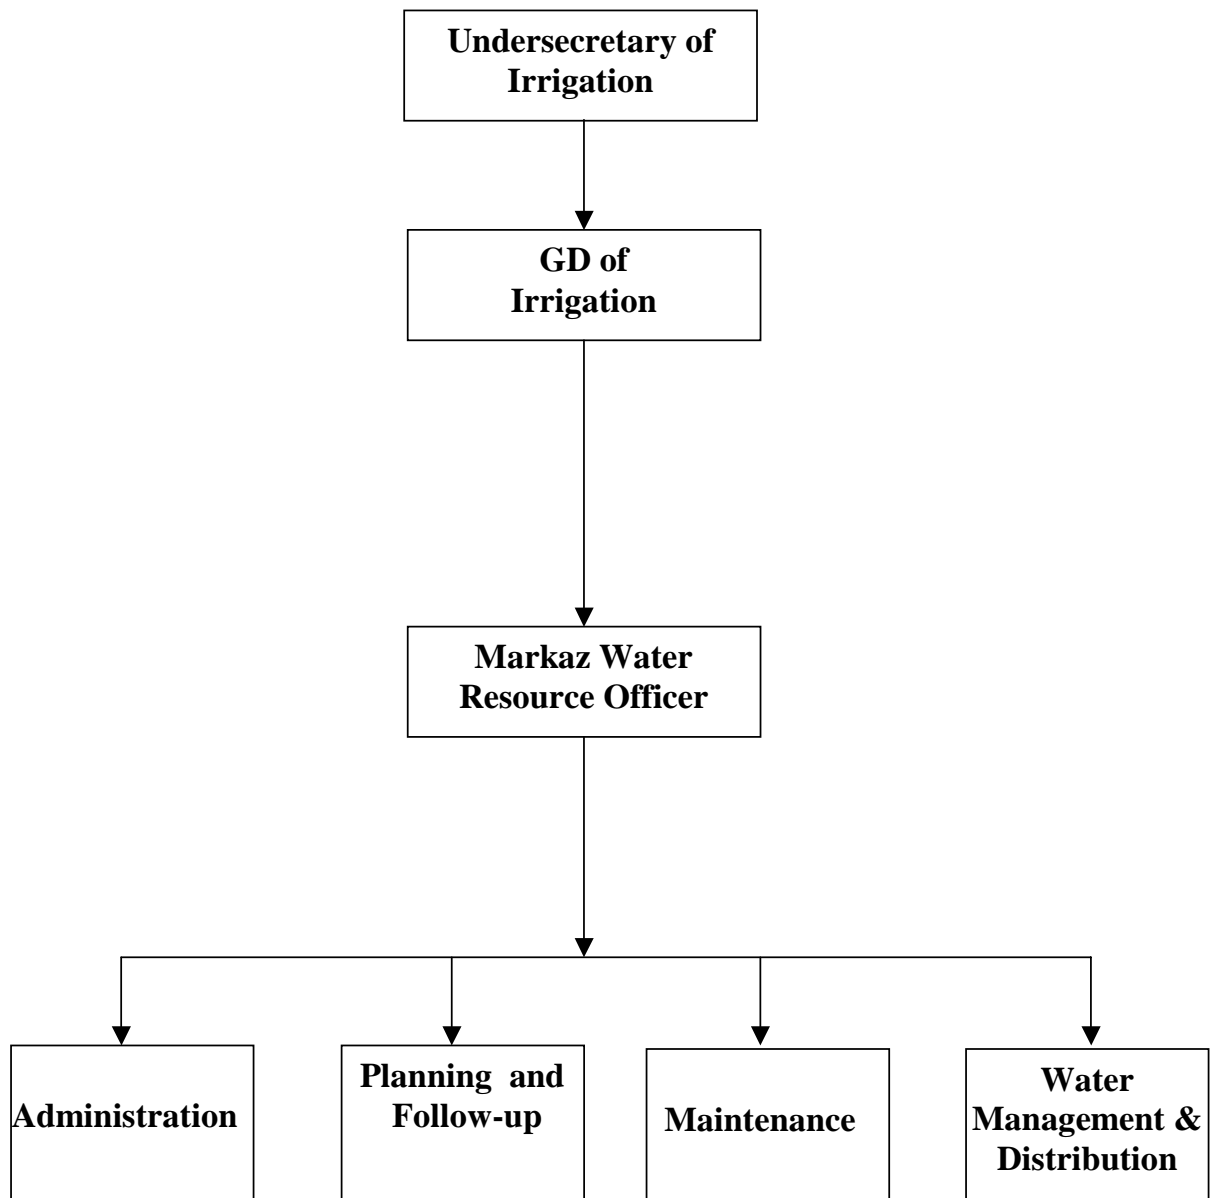 Undersecretary of
Irrigation
GD of
Irrigation
Markaz Water
Resource Officer
Administration
Planning and
Follow-up
Maintenance
Water
Management &
Distribution